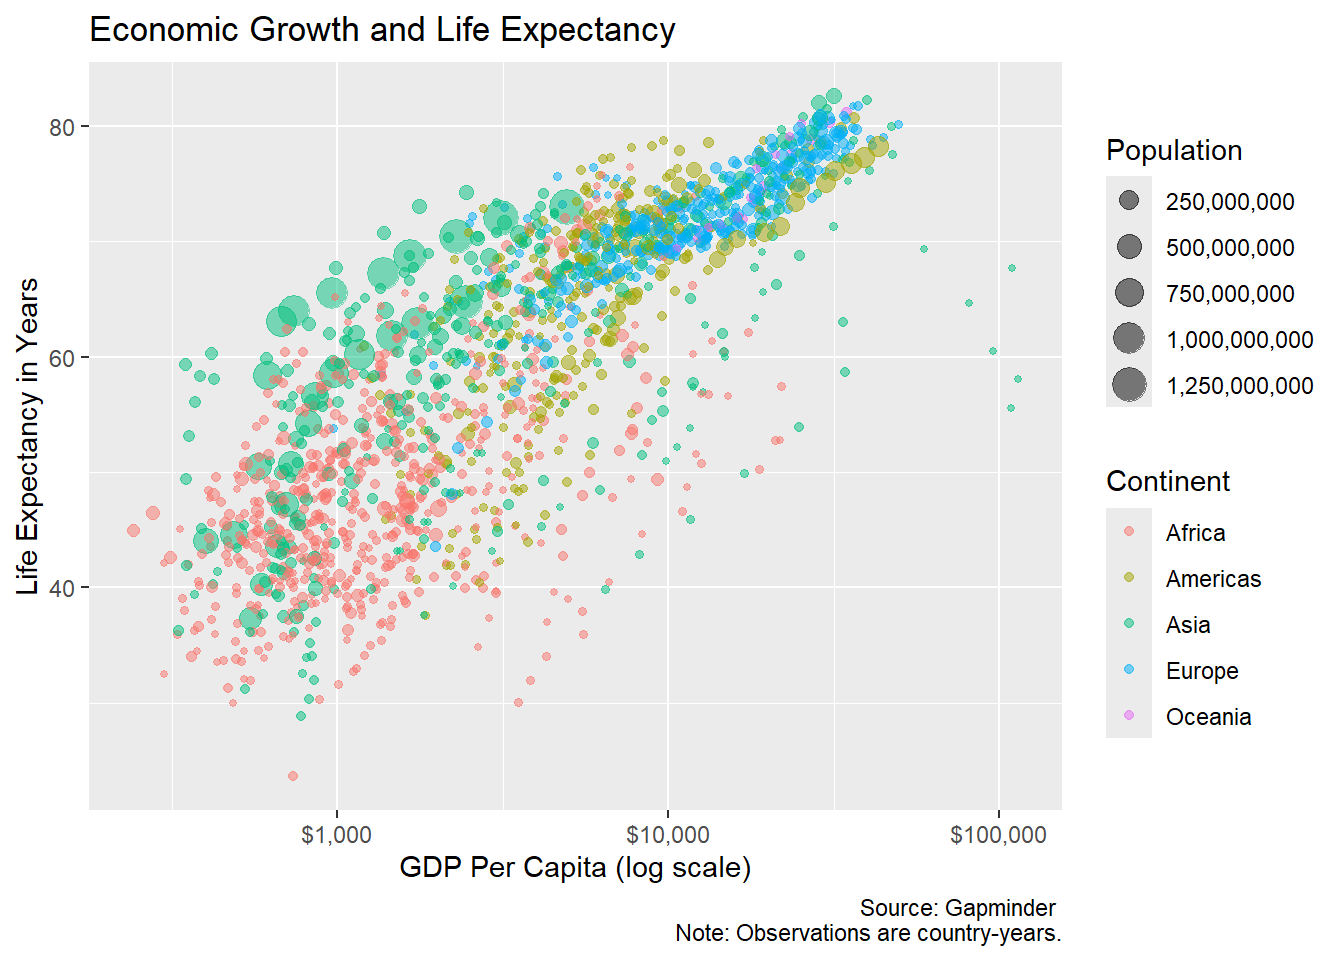 Economic Growth and Life Expectancy
Life Expectancy in Years
80
60
40
$1,000
$10,000
$100,000
GDP Per Capita (log scale)
Population
250,000,000
500,000,000
750,000,000
1,000,000,000
1,250,000,000
Continent
Africa
Americas
Asia
Europe
Oceania
Source: Gapminder
Note: Observations are country-years.